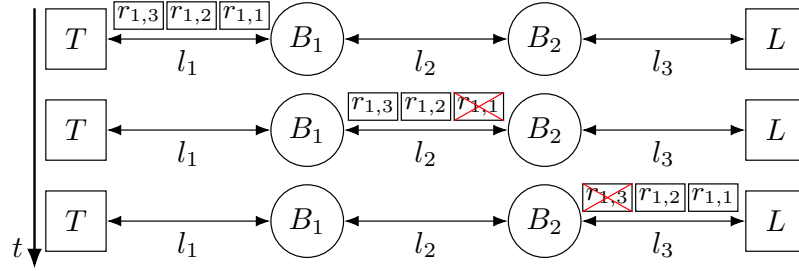 r1,3 r1,2 r1,1
T B1 B2 L
l1 l2 l3
r1,3 r1,2 r1,1
T B1 B2 L
l1 l2 l3
r1,3 r1,2 r1,1
T B1 B2 L
l1 l2 l3
t